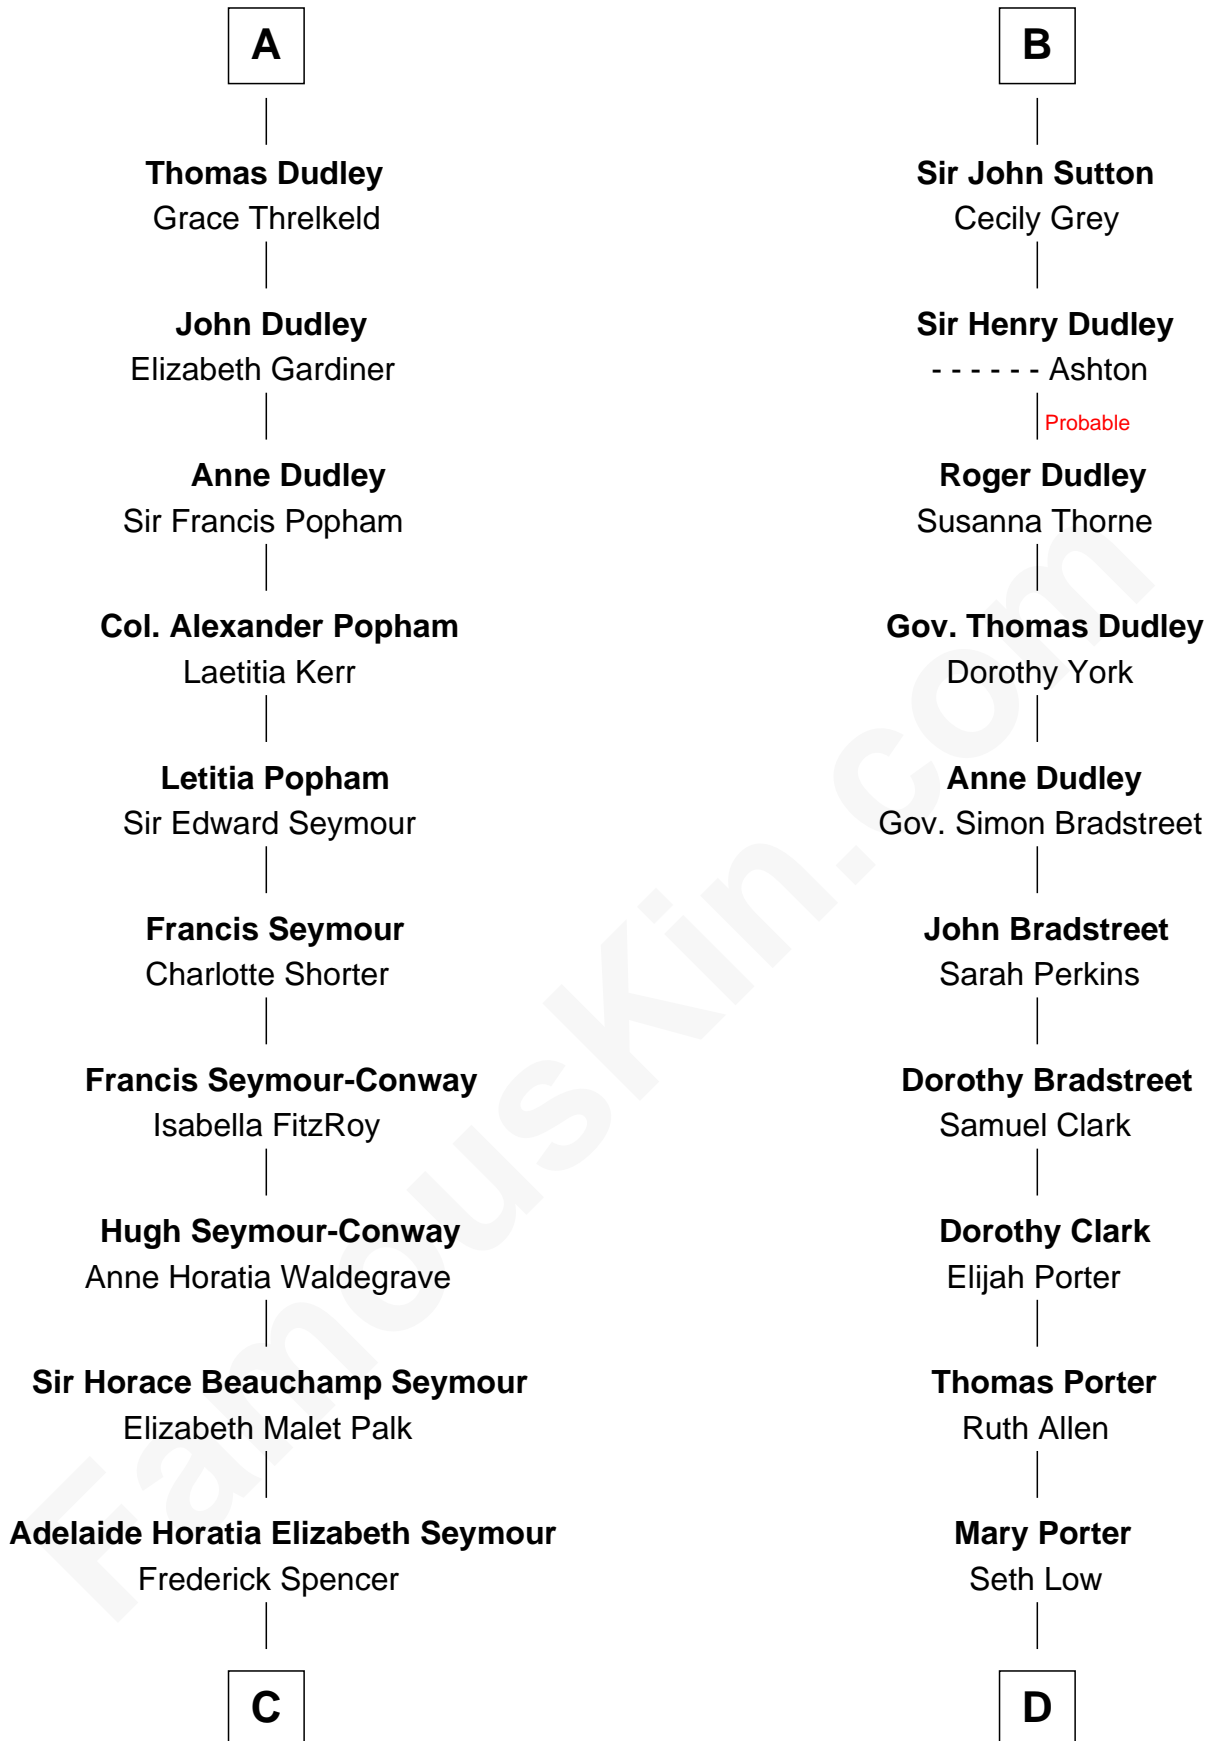 A
Thomas Dudley
Grace Threlkeld
John Dudley
Elizabeth Gardiner
Anne Dudley
Sir Francis Popham
Col. Alexander Popham
Laetitia Kerr
Letitia Popham
Sir Edward Seymour
Francis Seymour
Charlotte Shorter
Francis Seymour-Conway
Isabella FitzRoy
Hugh Seymour-Conway
Anne Horatia Waldegrave
Sir Horace Beauchamp Seymour
Elizabeth Malet Palk
Adelaide Horatia Elizabeth Seymour
Frederick Spencer
C
B
Sir John Sutton
Cecily Grey
Sir Henry Dudley
- - - - - - Ashton
Probable
Roger Dudley
Susanna Thorne
Gov. Thomas Dudley
Dorothy York
Anne Dudley
Gov. Simon Bradstreet
John Bradstreet
Sarah Perkins
Dorothy Bradstreet
Samuel Clark
Dorothy Clark
Elijah Porter
Thomas Porter
Ruth Allen
Mary Porter
Seth Low
D
FamousKin.com